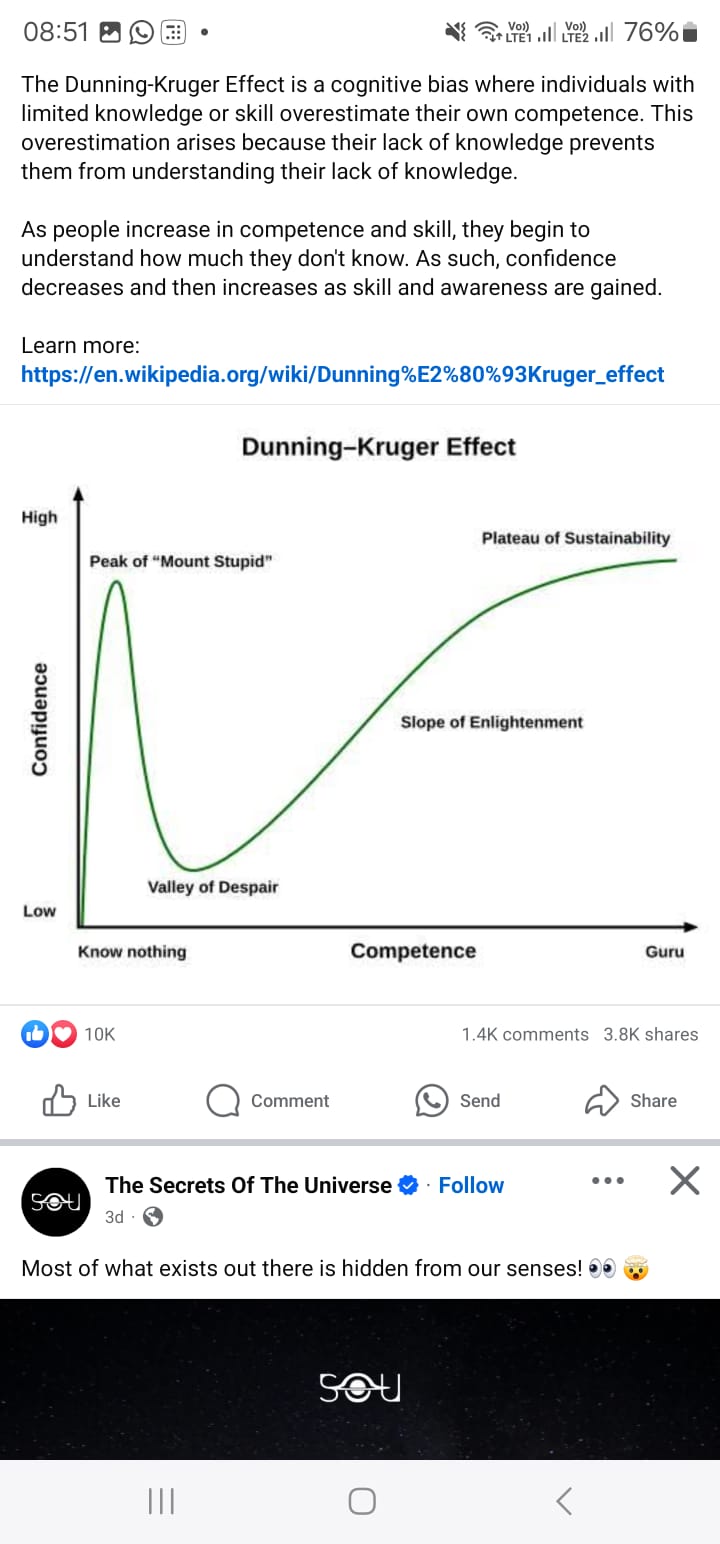 08:51
Vo)) LTE1 Vo)) LTE2 76%
The Dunning-Kruger Effect is a cognitive bias where individuals with
limited knowledge or skill overestimate their own competence. This
overestimation arises because their lack of knowledge prevents
them from understanding their lack of knowledge.
As people increase in competence and skill, they begin to
understand how much they don't know. As such, confidence
decreases and then increases as skill and awareness are gained.
Learn more:
https://en.wikipedia.org/wiki/Dunning%E2%80%93Kruger_effect
Dunning–Kruger Effect
High
Plateau of Sustainability
Peak of “Mount Stupid”
Confidence
Slope of Enlightenment
Valley of Despair
Low
Know nothing
Competence
Guru
10K
1.4K comments 3.8K shares
Like
Comment
Send
Share
SOU
The Secrets Of The Universe · Follow
3d ·
Most of what exists out there is hidden from our senses! 👀 🤯
SOU